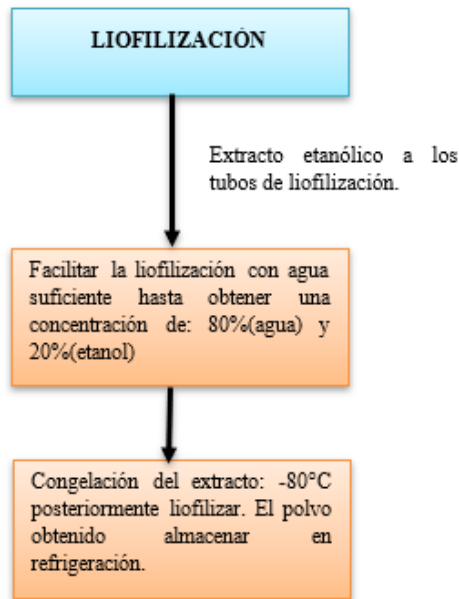 LIOFILIZACIÓN
Extracto etanólico a los
tubos de liofilización.
Facilitar la liofilización con agua
suficiente hasta obtener una
concentración de: 80%(agua) y
20%(etanol)
Congelación del extracto: -80°C
posteriormente liofilizar. El polvo
obtenido almacenar en
refrigeración.